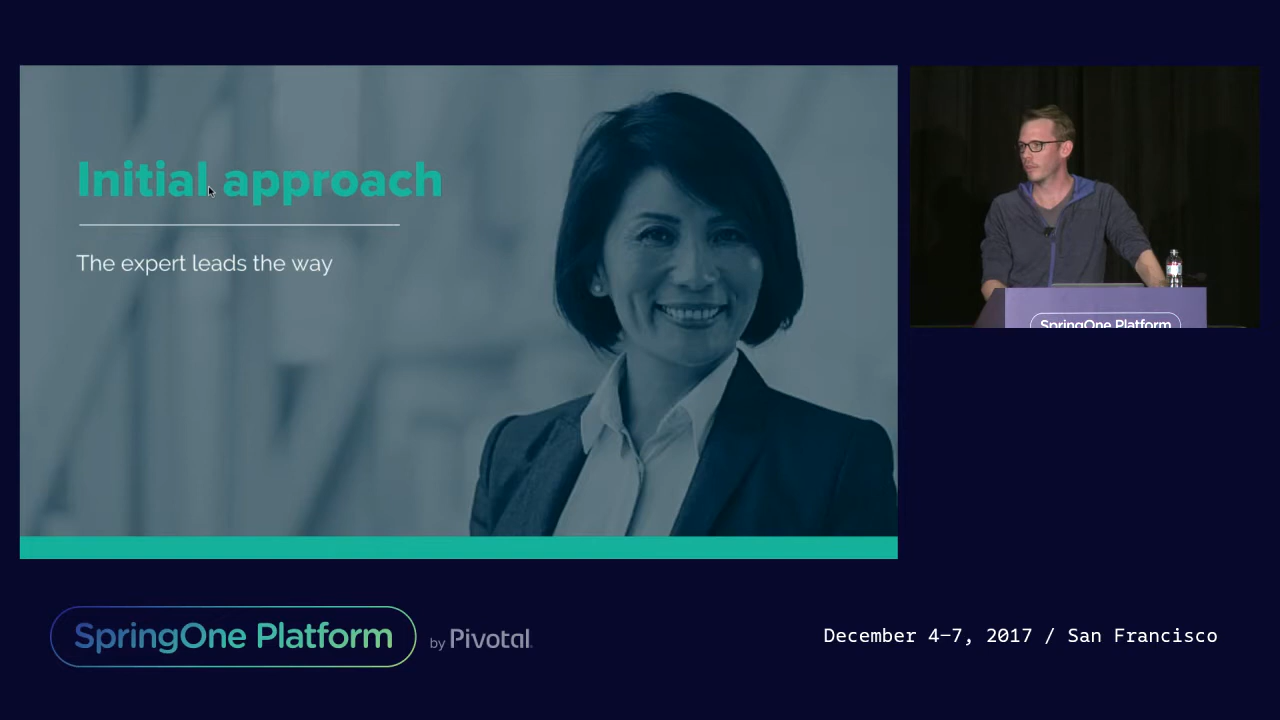 Initial approach
The expert leads the way
SpringOne Platform
SpringOne Platform by Pivotal.
December 4–7, 2017 / San Francisco